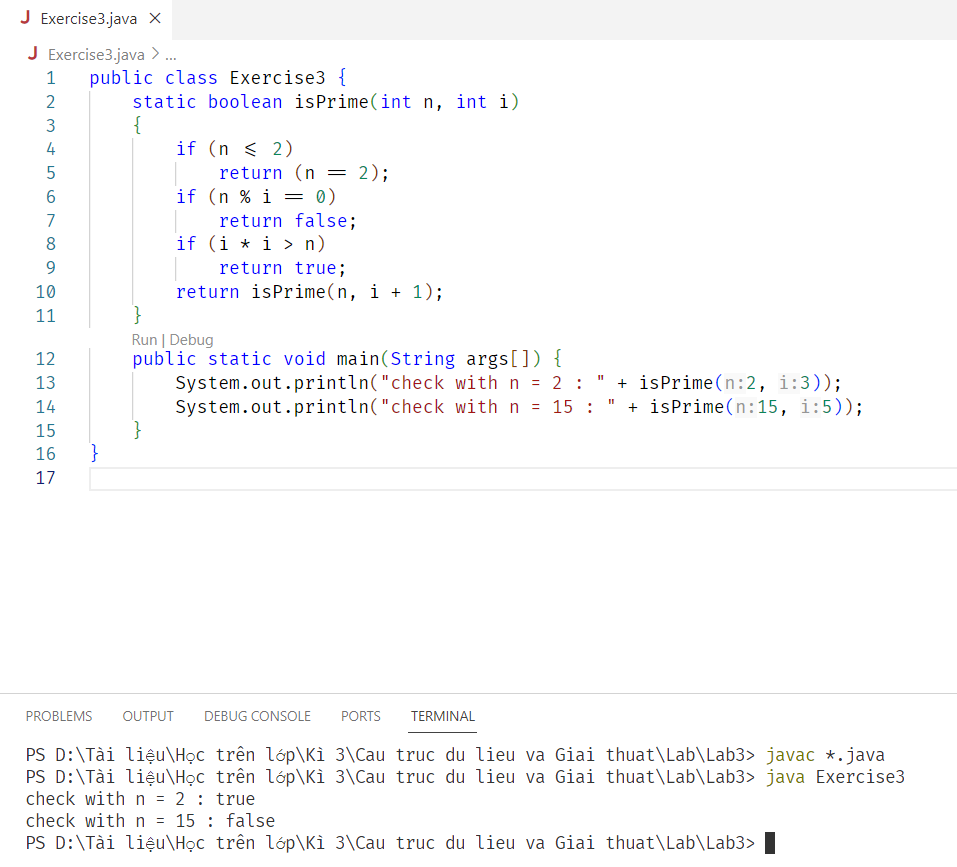 J Exercise3.java ×
J Exercise3.java > ...
1 public class Exercise3 {
2 static boolean isPrime(int n, int i)
3 {
4 if (n <= 2)
5 return (n == 2);
6 if (n % i == 0)
7 return false;
8 if (i * i > n)
9 return true;
10 return isPrime(n, i + 1);
11 }
Run | Debug
12 public static void main(String args[]) {
13 System.out.println("check with n = 2 : " + isPrime(n:2, i:3));
14 System.out.println("check with n = 15 : " + isPrime(n:15, i:5));
15 }
16 }
17
PROBLEMS OUTPUT DEBUG CONSOLE PORTS TERMINAL
PS D:\Tài liệu\Học trên lớp\Kì 3\Cau truc du lieu va Giai thuat\Lab\Lab3> javac *.java
PS D:\Tài liệu\Học trên lớp\Kì 3\Cau truc du lieu va Giai thuat\Lab\Lab3> java Exercise3
check with n = 2 : true
check with n = 15 : false
PS D:\Tài liệu\Học trên lớp\Kì 3\Cau truc du lieu va Giai thuat\Lab\Lab3>